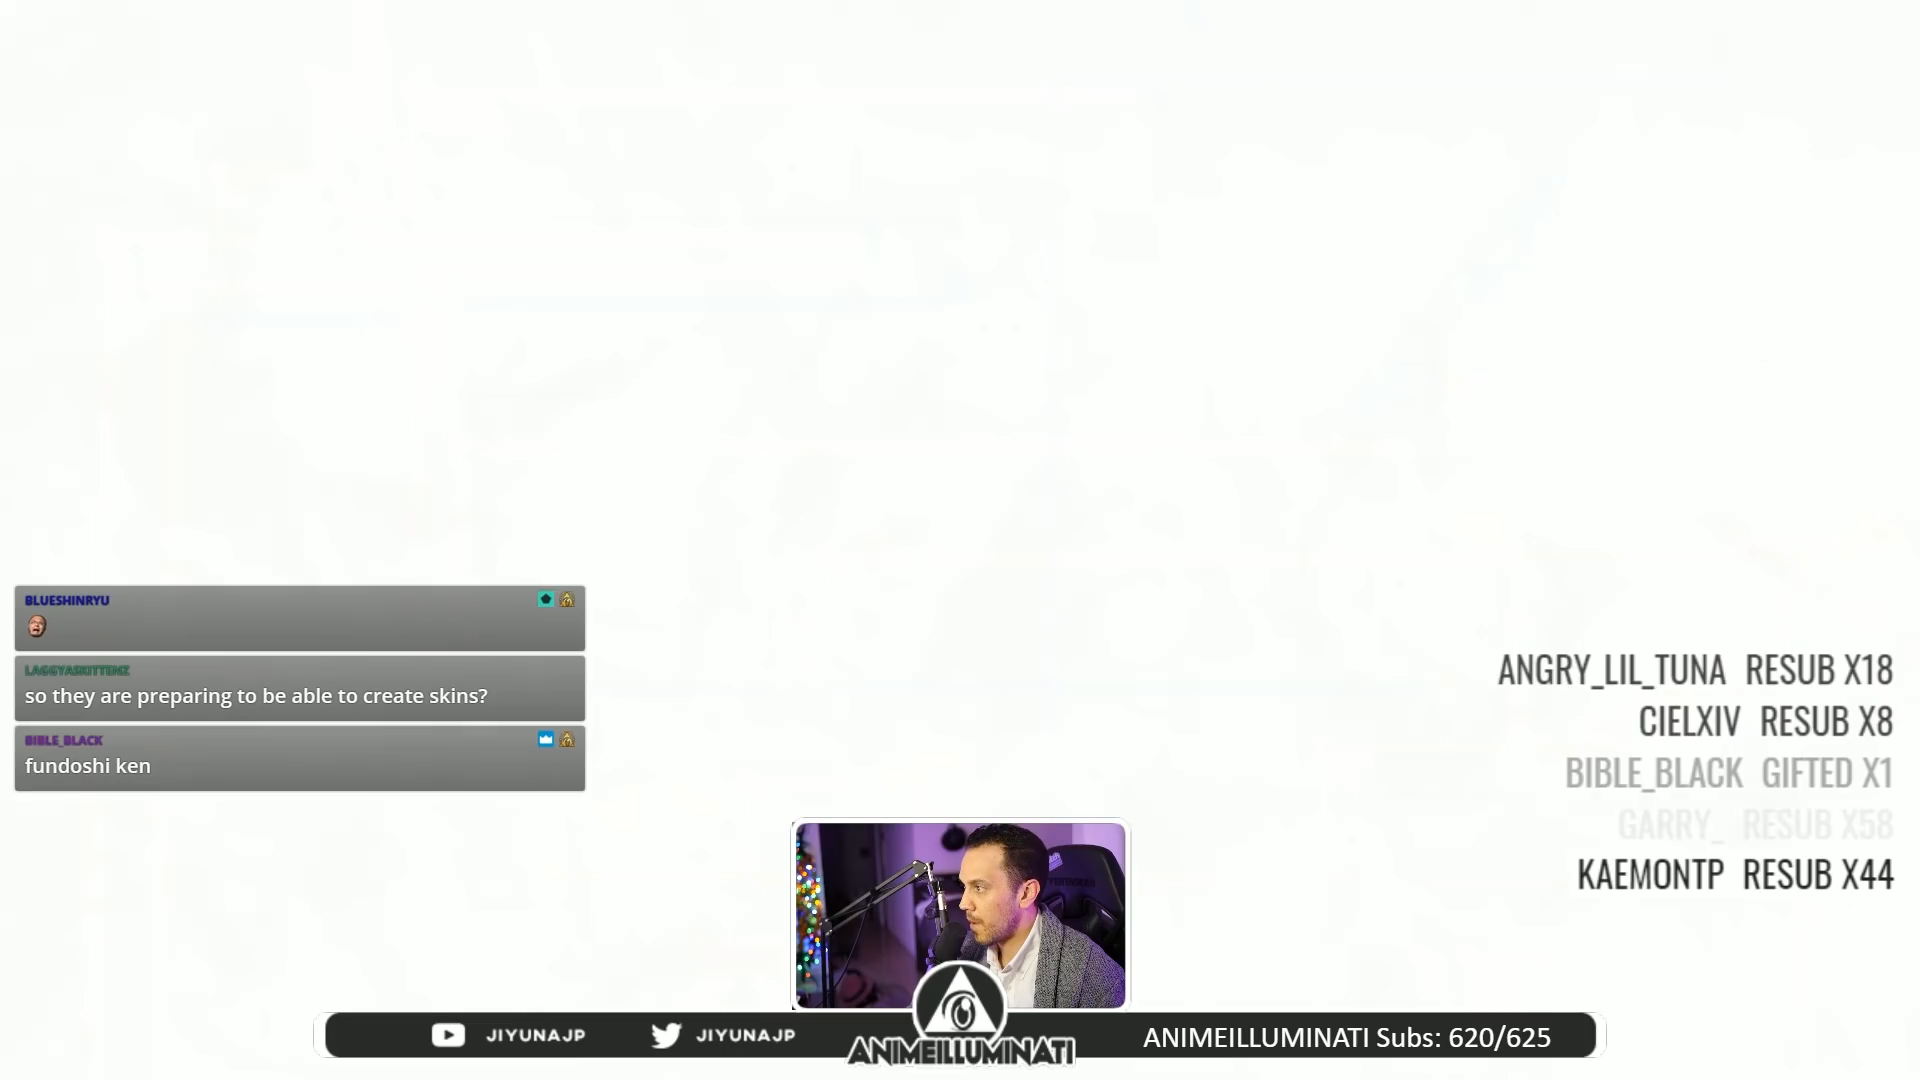 BLUESHINRYU
LAGGYASKITTENZ
so they are preparing to be able to create skins?
BIBLE_BLACK
fundoshi ken
ANGRY_LIL_TUNA RESUB X18
CIELXIV RESUB X8
BIBLE_BLACK GIFTED X1
GARRY_ RESUB X58
KAEMONTP RESUB X44
JIYUNAJP
JIYUNAJP
ANIMEILLUMINATI
ANIMEILLUMINATI Subs: 620/625